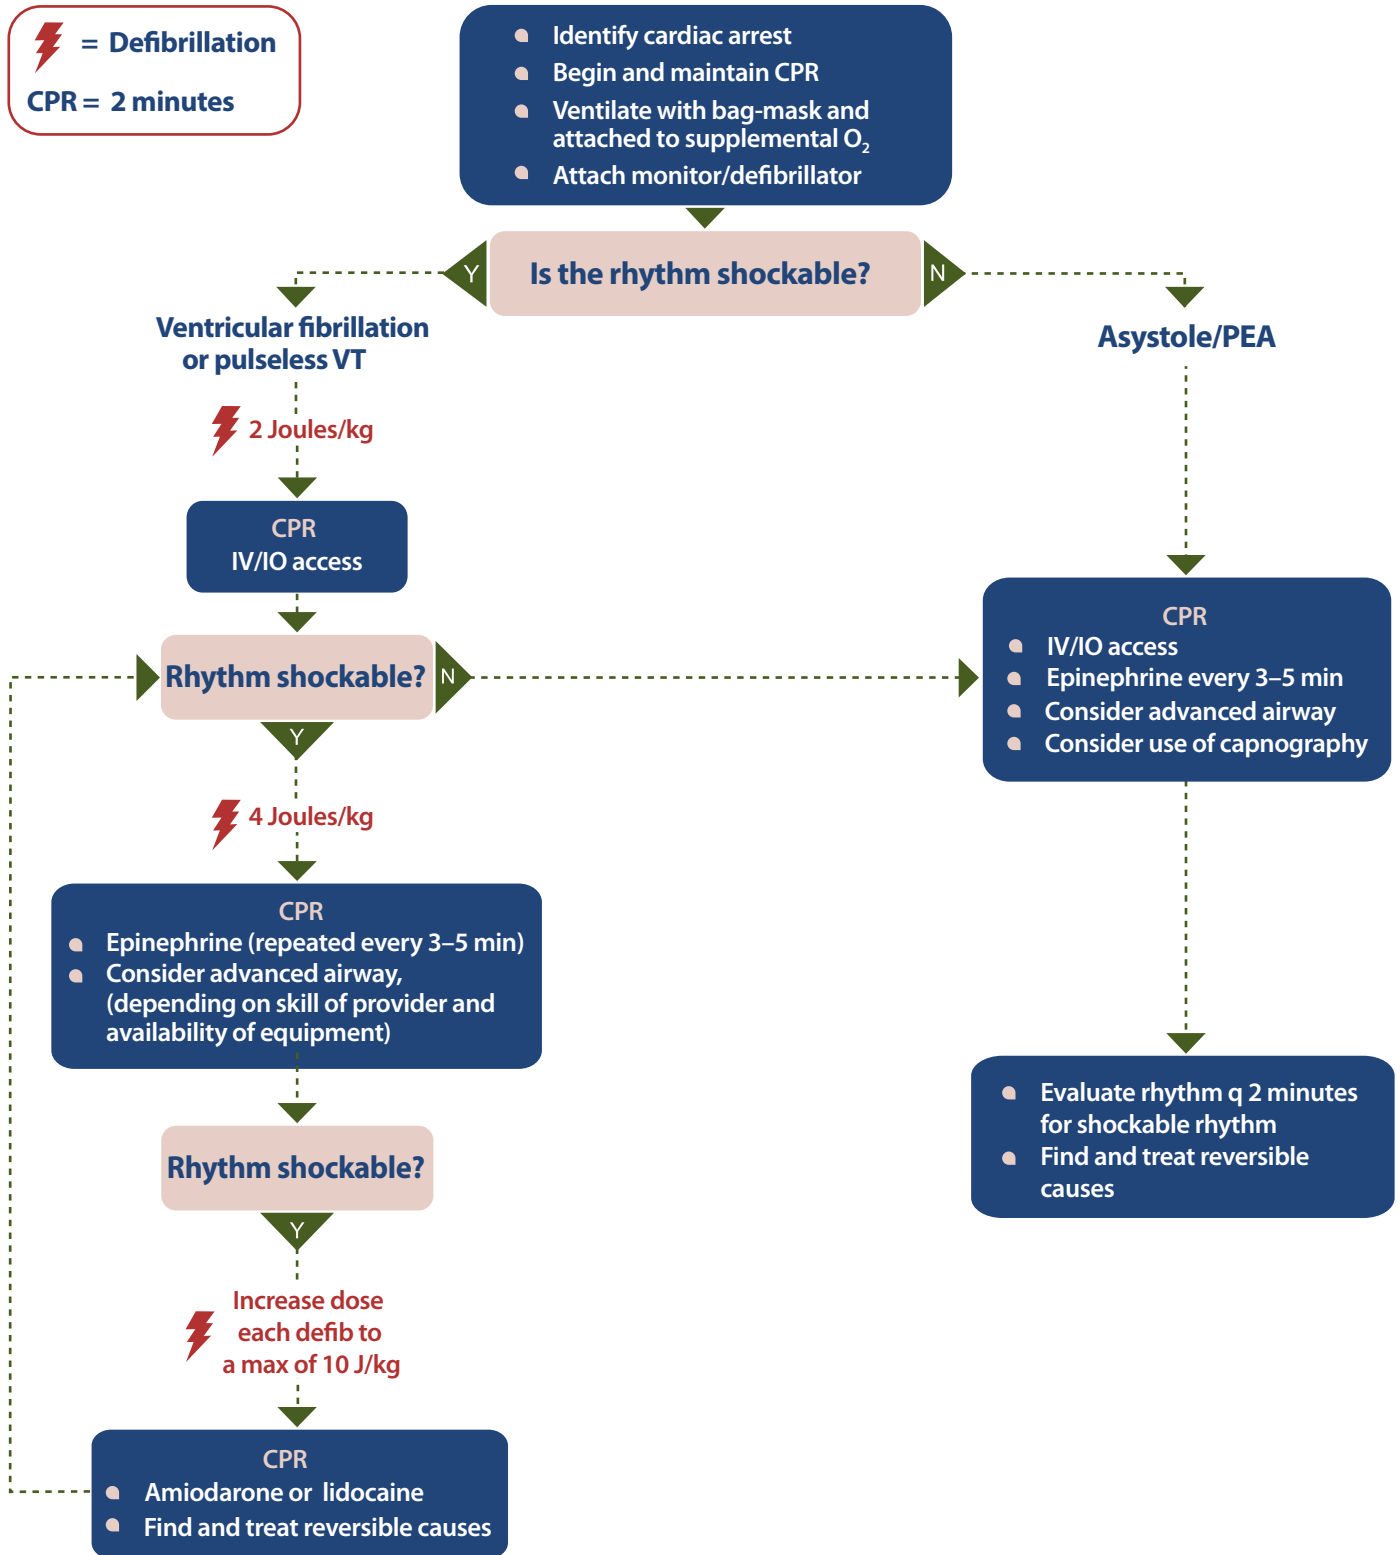 = Defibrillation
CPR = 2 minutes
Identify cardiac arrest
Begin and maintain CPR
Ventilate with bag-mask and
attached to supplemental O₂
Attach monitor/defibrillator
Y
Is the rhythm shockable?
N
Ventricular fibrillation
or pulseless VT
Asystole/PEA
2 Joules/kg
CPR
IV/IO access
Rhythm shockable?
N
Y
CPR
IV/IO access
Epinephrine every 3–5 min
Consider advanced airway
Consider use of capnography
4 Joules/kg
CPR
Epinephrine (repeated every 3–5 min)
Consider advanced airway,
(depending on skill of provider and
availability of equipment)
Rhythm shockable?
Y
Evaluate rhythm q 2 minutes
for shockable rhythm
Find and treat reversible
causes
Increase dose
each defib to
a max of 10 J/kg
CPR
Amiodarone or lidocaine
Find and treat reversible causes